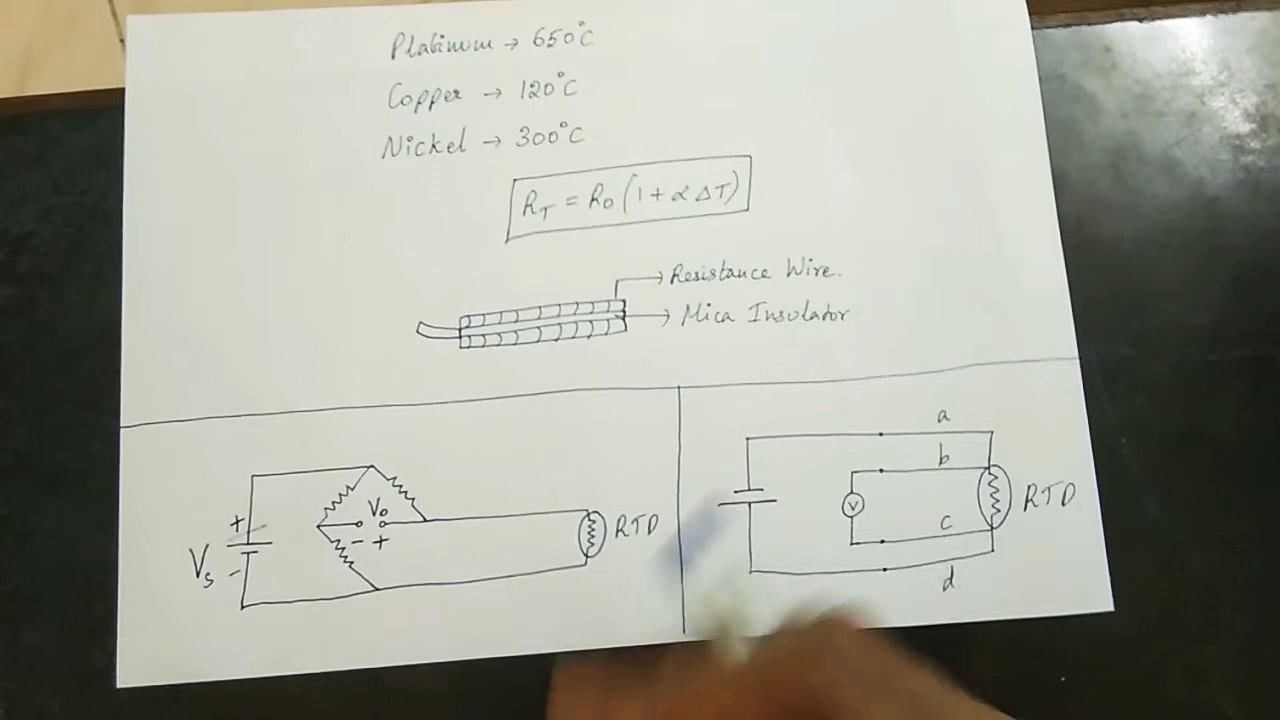 Platinum → 650°C
Copper → 120°C
Nickel → 300°C
R_T = R_0 (1 + α ΔT)
Resistance Wire.
Mica Insulator
V_s
+
-
V_o
- +
RTD
a
b
V
c
d
RTD